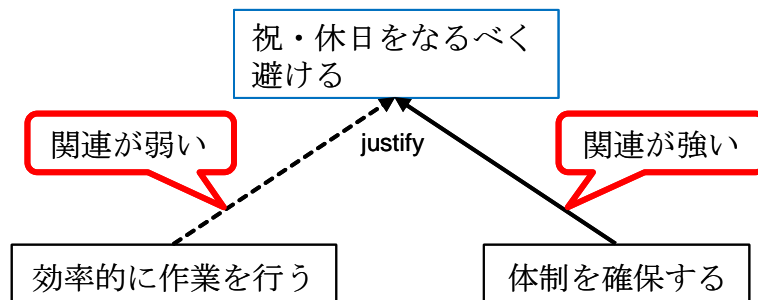 祝・休日をなるべく
避ける
関連が弱い
justify
関連が強い
効率的に作業を行う
体制を確保する